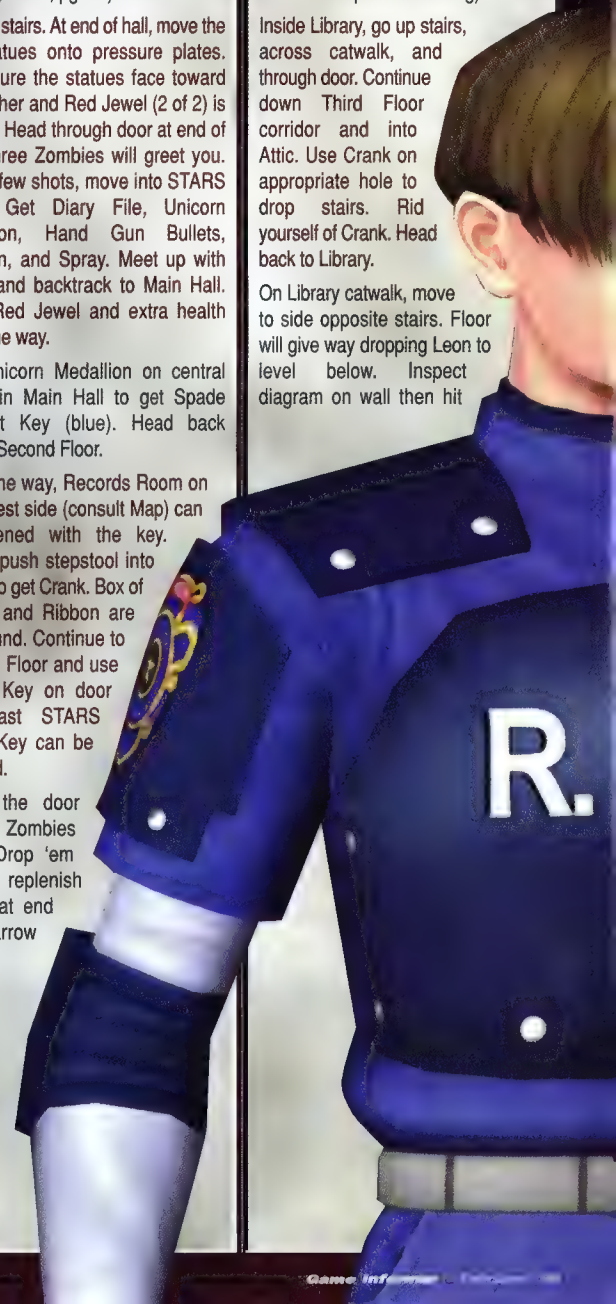 stairs. At end of hall, move the
tues onto pressure plates.
ure the statues face toward
her and Red Jewel (2 of 2) is
Head through door at end of
ree Zombies will greet you.
few shots, move into STARS
Get Diary File, Unicorn
on, Hand Gun Bullets,
n, and Spray. Meet up with
and backtrack to Main Hall.
Red Jewel and extra health
e way.
nicorn Medallion on central
in Main Hall to get Spade
t Key (blue). Head back
Second Floor.
e way, Records Room on
est side (consult Map) can
ened with the key.
push stepstool into
o get Crank. Box of
and Ribbon are
nd. Continue to
Floor and use
Key on door
ast STARS
Key can be
d.
the door
Zombies
Drop 'em
replenish
at end
arrow
Inside Library, go up stairs,
across catwalk, and
through door. Continue
down Third Floor
corridor and into
Attic. Use Crank on
appropriate hole to
drop stairs. Rid
yourself of Crank. Head
back to Library.
On Library catwalk, move
to side opposite stairs. Floor
will give way dropping Leon to
level below. Inspect
diagram on wall then hit
R.
Game Infor